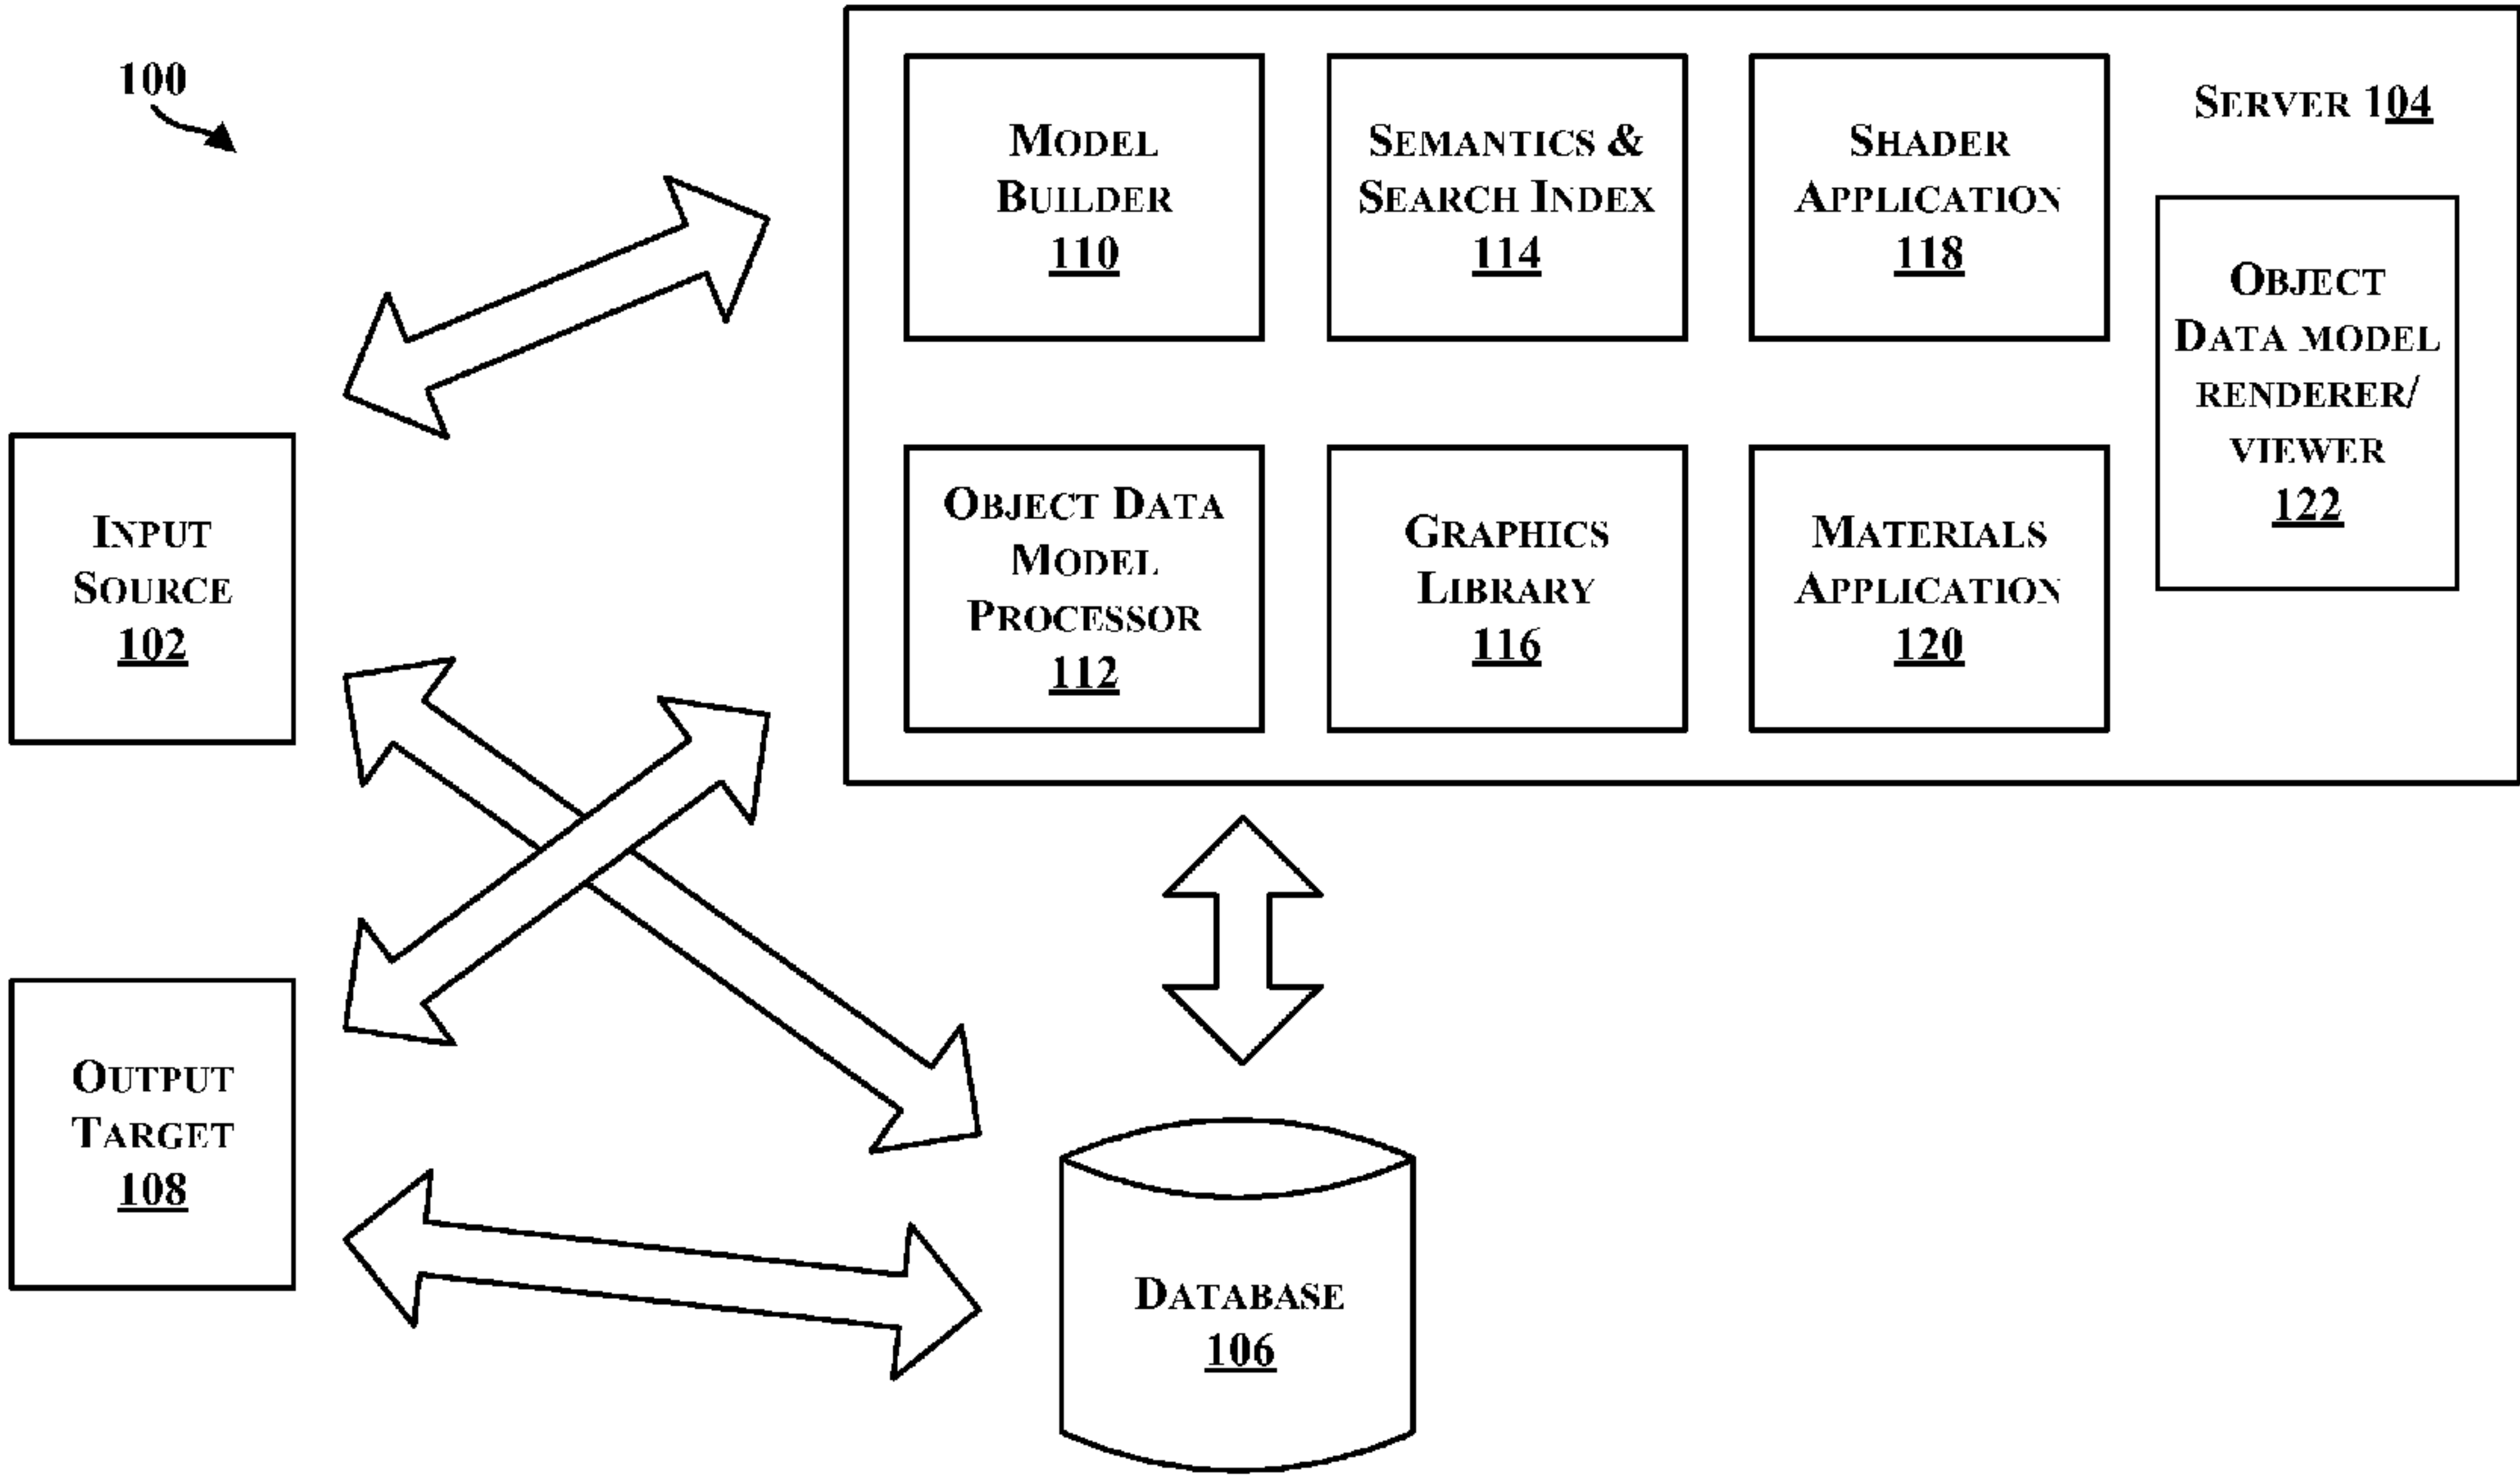 100
SERVER 104
MODEL
BUILDER
110
SEMANTICS &
SEARCH INDEX
114
SHADER
APPLICATION
118
OBJECT
DATA MODEL
RENDERER/
VIEWER
122
OBJECT DATA
MODEL
PROCESSOR
112
GRAPHICS
LIBRARY
116
MATERIALS
APPLICATION
120
INPUT
SOURCE
102
OUTPUT
TARGET
108
DATABASE
106